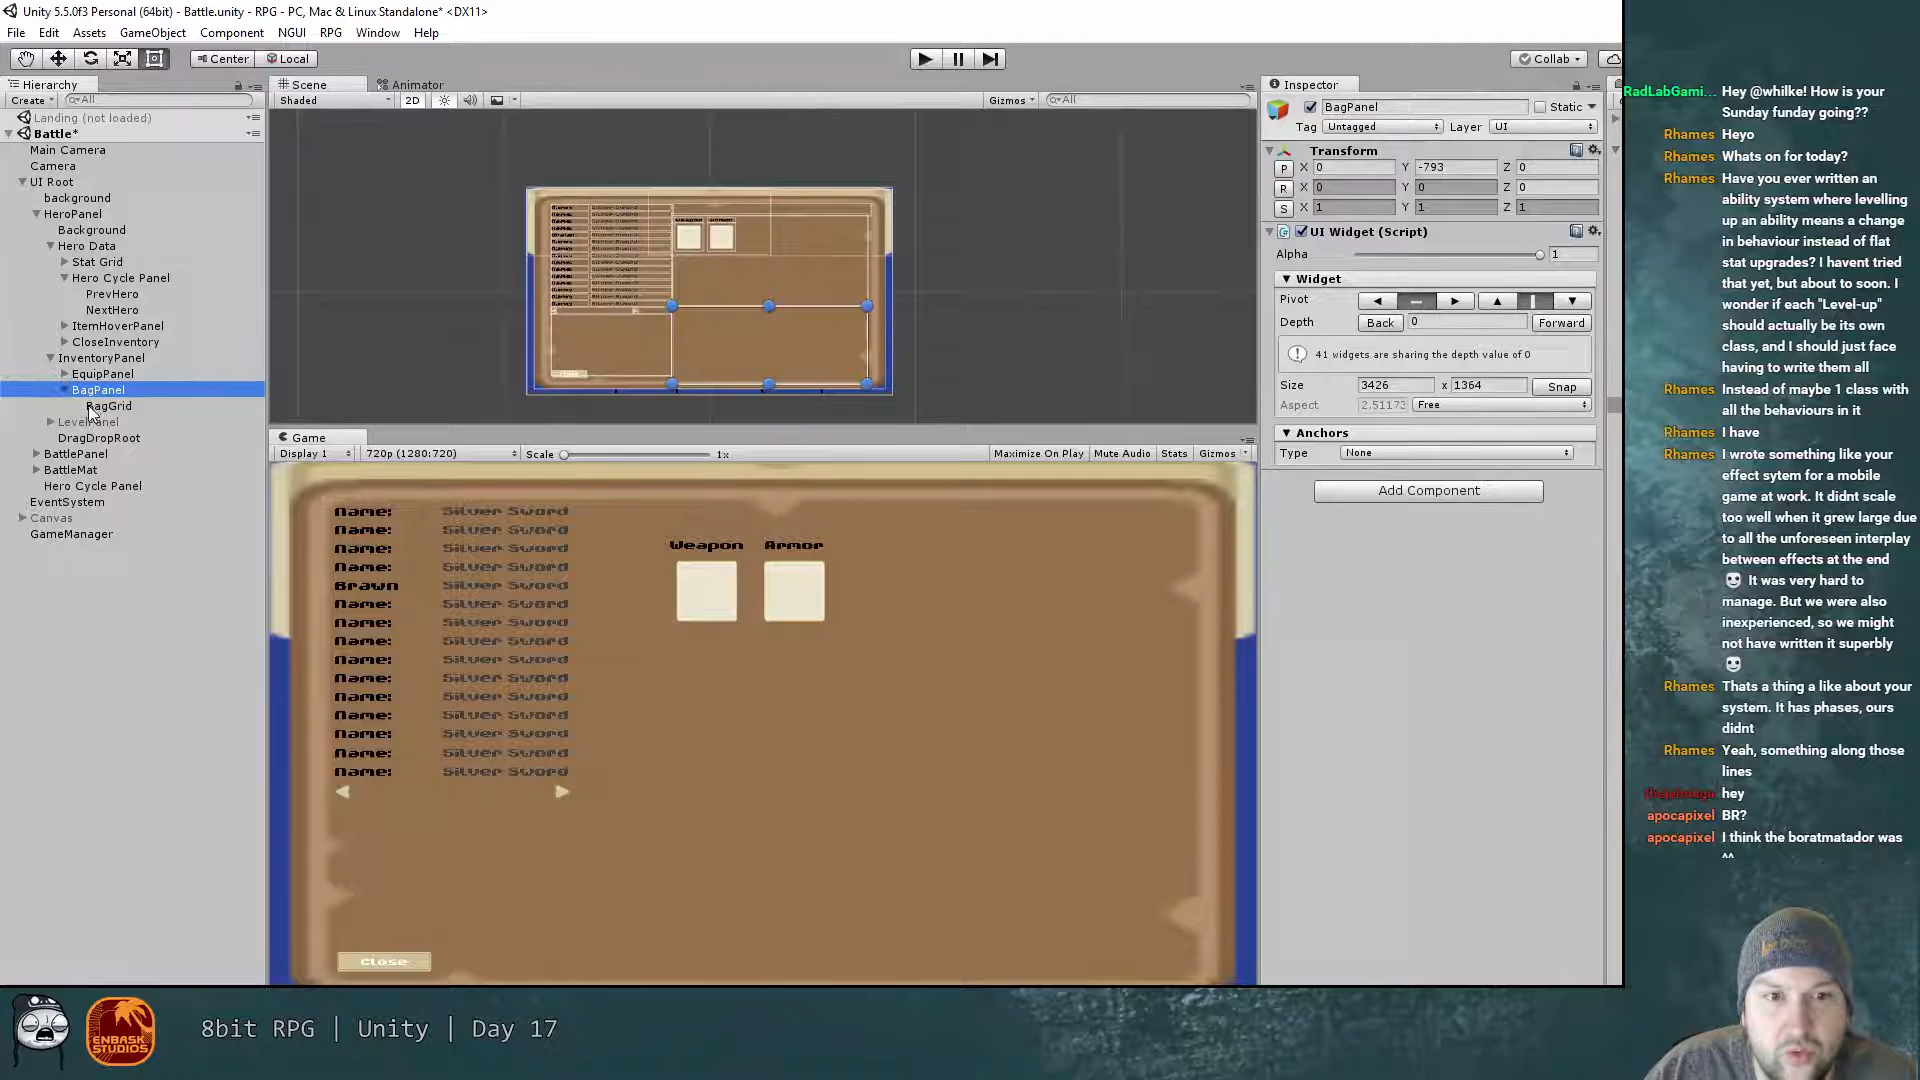 Unity 5.5.0f3 Personal (64bit) - Battle.unity - RPG - PC, Mac & Linux Standalone* <DX11>
File Edit Assets GameObject Component NGUI RPG Window Help
Center Local Collab
Hierarchy
Create All
Landing (not loaded)
Battle*
Main Camera
Camera
UI Root
background
HeroPanel
Background
Hero Data
Stat Grid
Hero Cycle Panel
PrevHero
NextHero
ItemHoverPanel
CloseInventory
InventoryPanel
EquipPanel
BagPanel
BagGrid
LevelPanel
DragDropRoot
BattlePanel
BattleMat
Hero Cycle Panel
EventSystem
Canvas
GameManager
Scene Animator
Shaded 2D Gizmos All
Game
Display 1 720p (1280:720) Scale 1x Maximize On Play Mute Audio Stats Gizmos
Name: Silver Sword
Name: Silver Sword
Name: Silver Sword
Name: Silver Sword
Brawn Silver Sword
Name: Silver Sword
Name: Silver Sword
Name: Silver Sword
Name: Silver Sword
Name: Silver Sword
Name: Silver Sword
Name: Silver Sword
Name: Silver Sword
Name: Silver Sword
Name: Silver Sword
Weapon Armor
Close
Inspector
BagPanel Static
Tag Untagged Layer UI
Transform
P X 0 Y -793 Z 0
R X 0 Y 0 Z 0
S X 1 Y 1 Z 1
UI Widget (Script)
Alpha 1
Widget
Pivot
Depth Back 0 Forward
41 widgets are sharing the depth value of 0
Size 3426 x 1364 Snap
Aspect 2.51173 Free
Anchors
Type None
Add Component
RadLabGami... Hey @whilke! How is your
Sunday funday going??
Rhames Heyo
Rhames Whats on for today?
Rhames Have you ever written an
ability system where levelling
up an ability means a change
in behaviour instead of flat
stat upgrades? I havent tried
that yet, but about to soon. I
wonder if each "Level-up"
should actually be its own
class, and I should just face
having to write them all
Rhames Instead of maybe 1 class with
all the behaviours in it
Rhames I have
Rhames I wrote something like your
effect sytem for a mobile
game at work. It didnt scale
too well when it grew large due
to all the unforeseen interplay
between effects at the end
It was very hard to
manage. But we were also
inexperienced, so we might
not have written it superbly
Rhames Thats a thing a like about your
system. It has phases, ours
didnt
Rhames Yeah, something along those
lines
hey
apocapixel BR?
apocapixel I think the boratmatador was
^^
ENBASK
STUDIOS
8bit RPG | Unity | Day 17